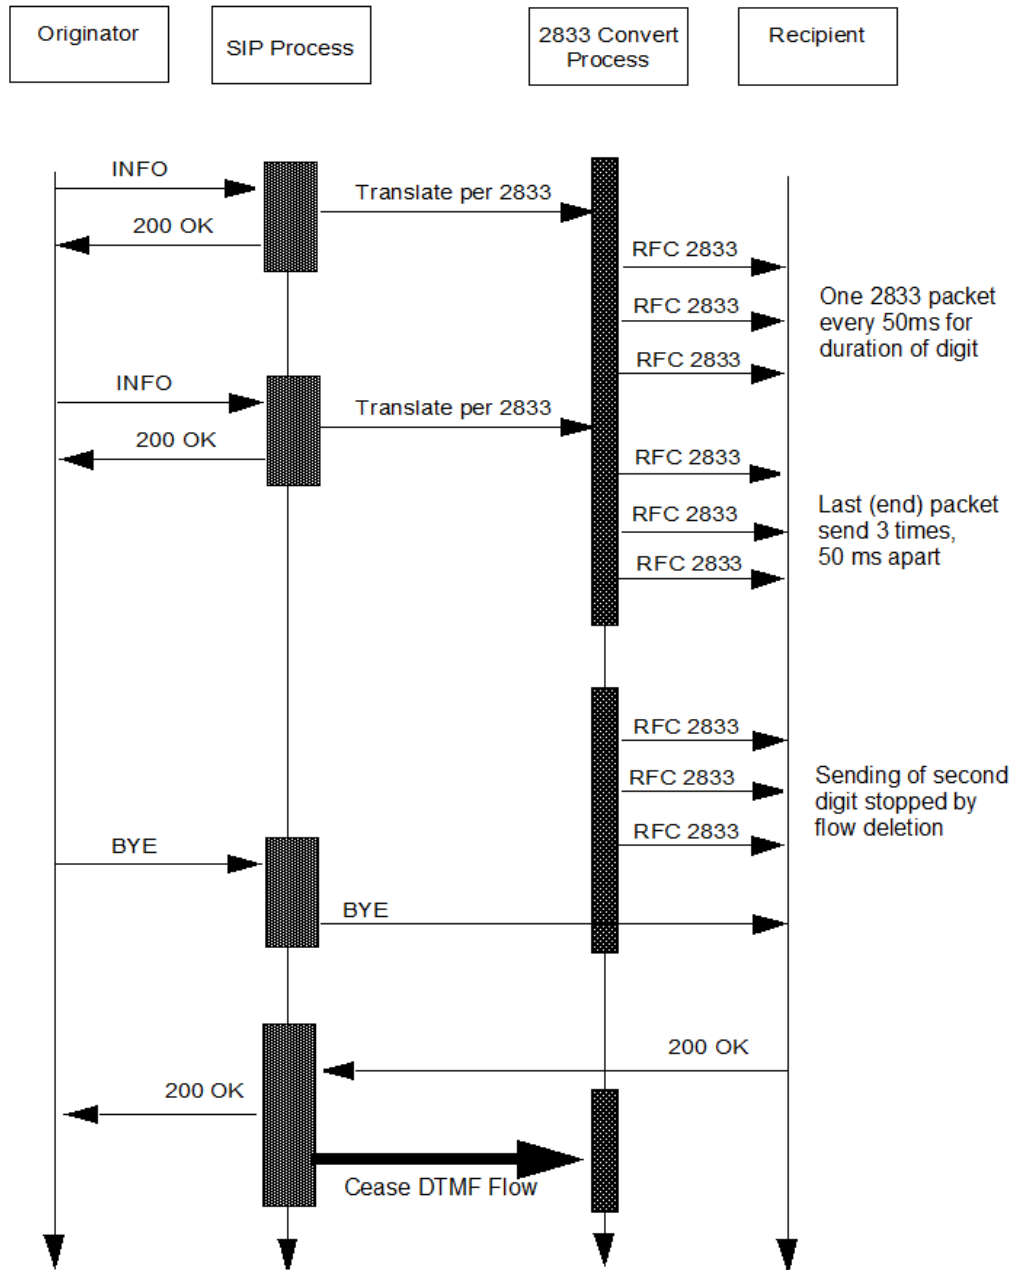 Originator
SIP Process
2833 Convert
Process
Recipient
INFO
Translate per 2833
200 OK
RFC 2833
RFC 2833
RFC 2833
One 2833 packet
every 50ms for
duration of digit
INFO
Translate per 2833
200 OK
RFC 2833
RFC 2833
RFC 2833
Last (end) packet
send 3 times,
50 ms apart
RFC 2833
RFC 2833
RFC 2833
Sending of second
digit stopped by
flow deletion
BYE
BYE
200 OK
200 OK
Cease DTMF Flow